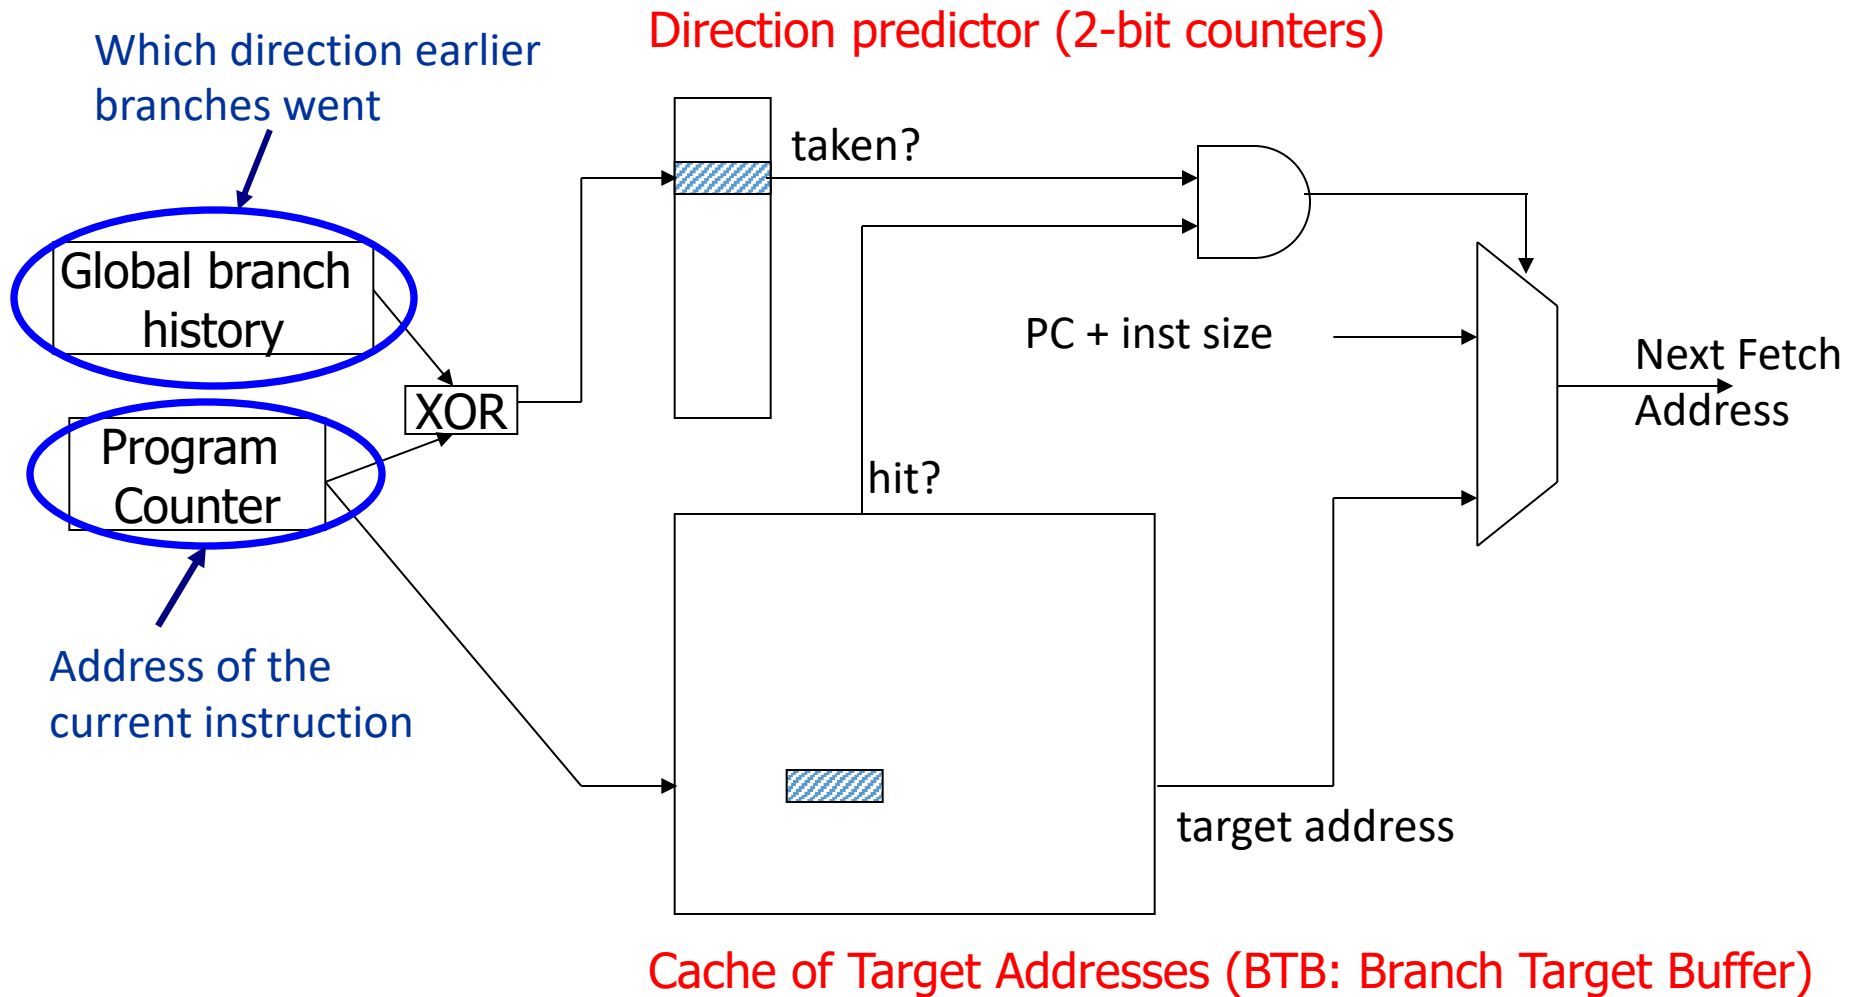 Direction predictor (2-bit counters)
Which direction earlier
branches went
taken?
Global branch
history
PC + inst size
Next Fetch
Address
XOR
Program
Counter
hit?
Address of the
current instruction
target address
Cache of Target Addresses (BTB: Branch Target Buffer)